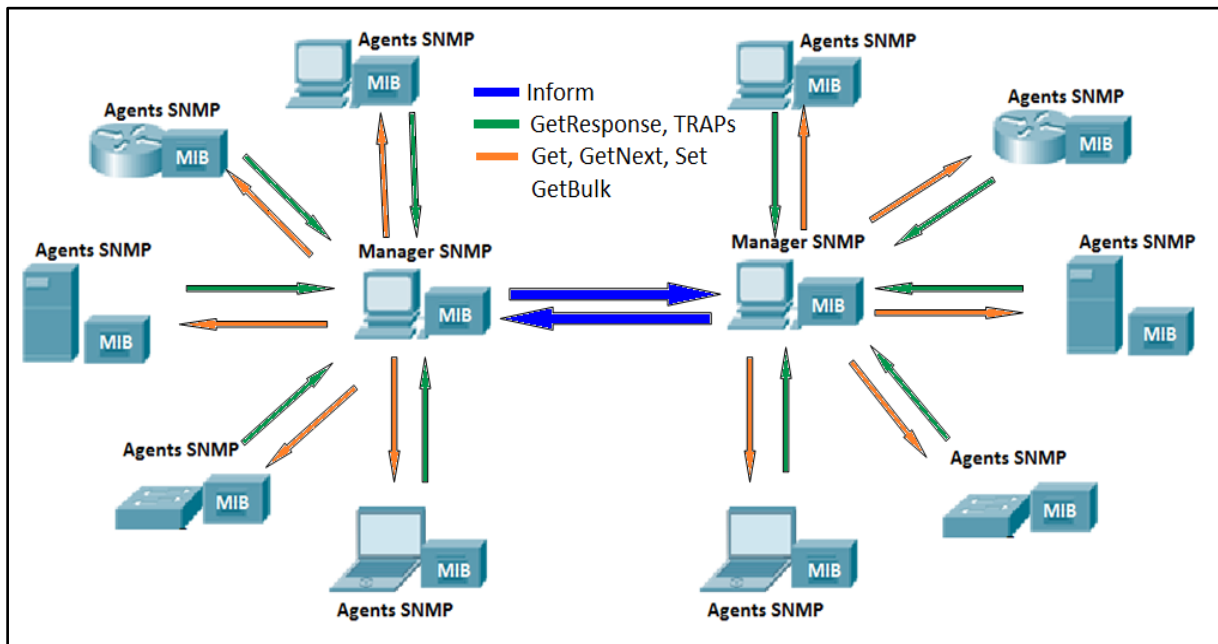 Agents SNMP
MIB
Agents SNMP
MIB
Inform
GetResponse, TRAPs
Get, GetNext, Set
GetBulk
Agents SNMP
MIB
Agents SNMP
MIB
Agents SNMP
MIB
Manager SNMP
MIB
Manager SNMP
MIB
Agents SNMP
MIB
Agents SNMP
MIB
MIB
Agents SNMP
MIB
Agents SNMP
Agents SNMP
MIB
Agents SNMP
MIB